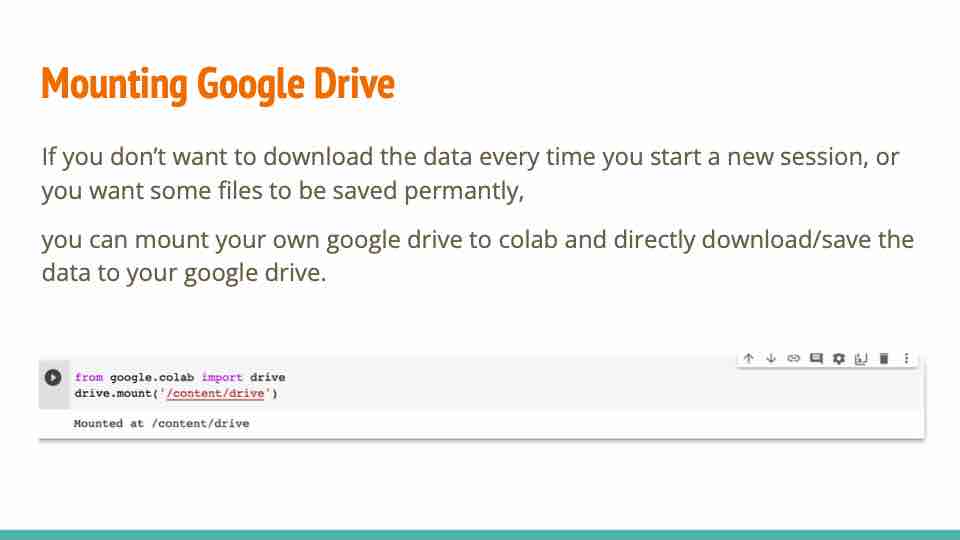 Mounting Google Drive
If you don’t want to download the data every time you start a new session, or
you want some files to be saved permantly,
you can mount your own google drive to colab and directly download/save the
data to your google drive.
from google.colab import drive
drive.mount('/content/drive')
Mounted at /content/drive